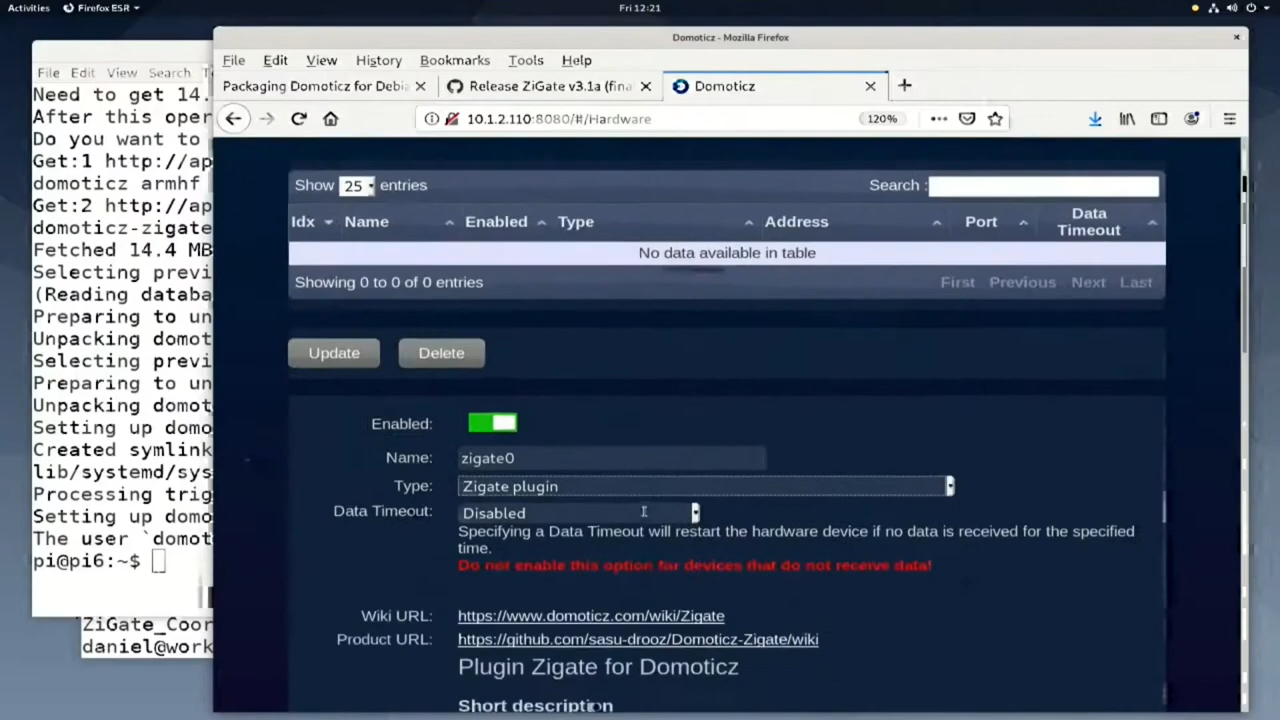 Activities Firefox ESR Fri 12:21
Domoticz - Mozilla Firefox ×
File Edit View History Bookmarks Tools Help
Packaging Domoticz for Debia × Release ZiGate v3.1a (fina × Domoticz × +
10.1.2.110:8080/#/Hardware 120%
File Edit View Search T
Need to get 14.
After this oper
Do you want to
Get:1 http://ap
domoticz armhf
Get:2 http://ap
domoticz-zigate
Fetched 14.4 MB
Selecting previ
(Reading databa
Preparing to un
Unpacking domot
Selecting previ
Preparing to un
Unpacking domot
Setting up domo
Created symlink
lib/systemd/sys
Processing trig
Setting up domo
The user `domot
pi@pi6:~$
ZiGate_Coor
daniel@work
Show 25 entries Search :
Idx Name Enabled Type Address Port Data Timeout
No data available in table
Showing 0 to 0 of 0 entries First Previous Next Last
Update Delete
Enabled:
Name: zigate0
Type: Zigate plugin
Data Timeout: Disabled
Specifying a Data Timeout will restart the hardware device if no data is received for the specified
time.
Do not enable this option for devices that do not receive data!
Wiki URL: https://www.domoticz.com/wiki/Zigate
Product URL: https://github.com/sasu-drooz/Domoticz-Zigate/wiki
Plugin Zigate for Domoticz
Short description